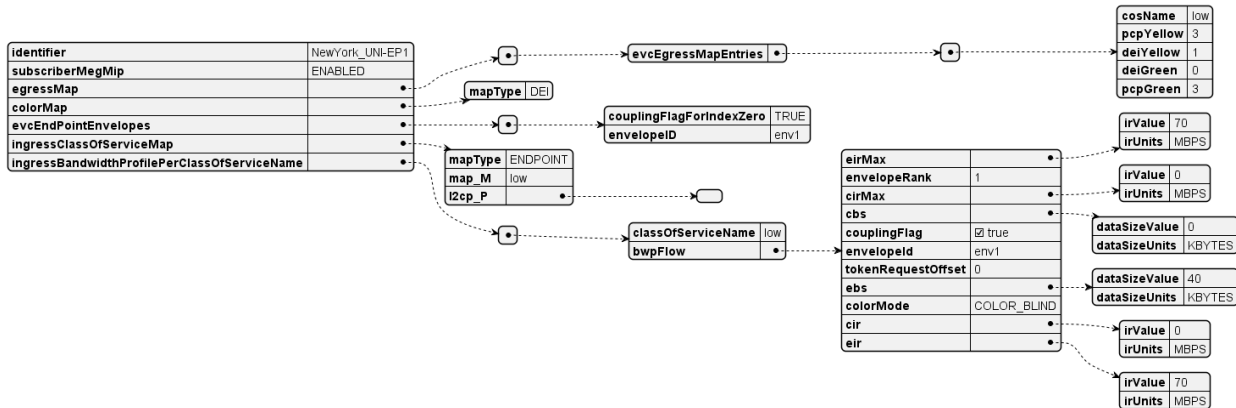 identifier NewYork_UNI-EP1
subscriberMegMip ENABLED
egressMap
colorMap
evcEndPointEnvelopes
ingressClassOfServiceMap
ingressBandwidthProfilePerClassOfServiceName
evcEgressMapEntries
cosName low
pcpYellow 3
deiYellow 1
deiGreen 0
pcpGreen 3
mapType DEI
couplingFlagForIndexZero TRUE
envelopeID env1
mapType ENDPOINT
map_M low
l2cp_P
classOfServiceName low
bwpFlow
eirMax
envelopeRank 1
cirMax
cbs
couplingFlag ☑ true
envelopeId env1
tokenRequestOffset 0
ebs
colorMode COLOR_BLIND
cir
eir
irValue 70
irUnits MBPS
irValue 0
irUnits MBPS
dataSizeValue 0
dataSizeUnits KBYTES
dataSizeValue 40
dataSizeUnits KBYTES
irValue 0
irUnits MBPS
irValue 70
irUnits MBPS